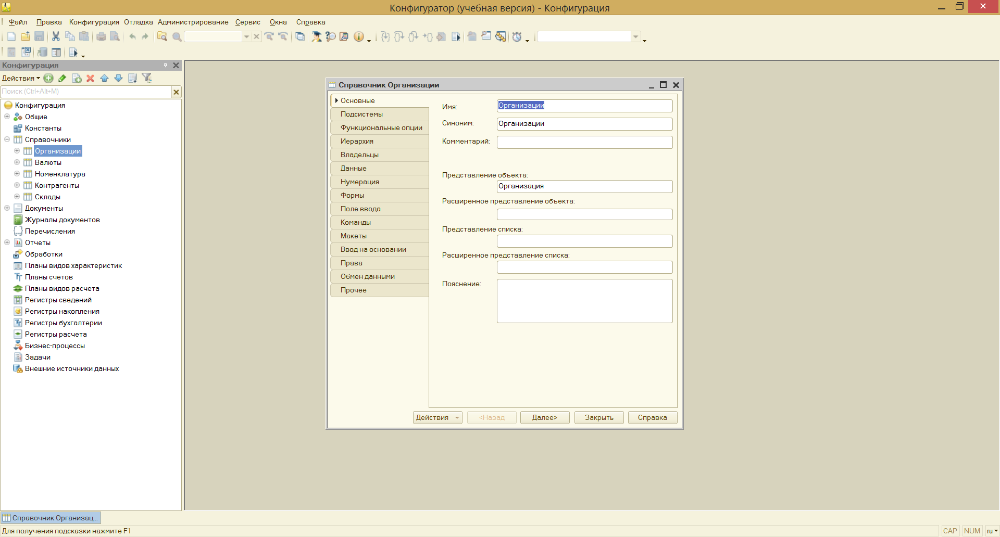 Конфигуратор (учебная версия) - Конфигурация
Файл Правка Конфигурация Отладка Администрирование Сервис Окна Справка
Конфигурация
Действия
Поиск (Ctrl+Alt+M)
Конфигурация
Общие
Константы
Справочники
Организации
Валюты
Номенклатура
Контрагенты
Склады
Документы
Журналы документов
Перечисления
Отчеты
Обработки
Планы видов характеристик
Планы счетов
Планы видов расчета
Регистры сведений
Регистры накопления
Регистры бухгалтерии
Регистры расчета
Бизнес-процессы
Задачи
Внешние источники данных
Справочник Организации
Основные
Подсистемы
Функциональные опции
Иерархия
Владельцы
Данные
Нумерация
Формы
Поле ввода
Команды
Макеты
Ввод на основании
Права
Обмен данными
Прочее
Имя: Организации
Синоним: Организации
Комментарий:
Представление объекта:
Организация
Расширенное представление объекта:
Представление списка:
Расширенное представление списка:
Пояснение:
Действия <Назад Далее> Закрыть Справка
Справочник Организац...
Для получения подсказки нажмите F1 CAP NUM ru